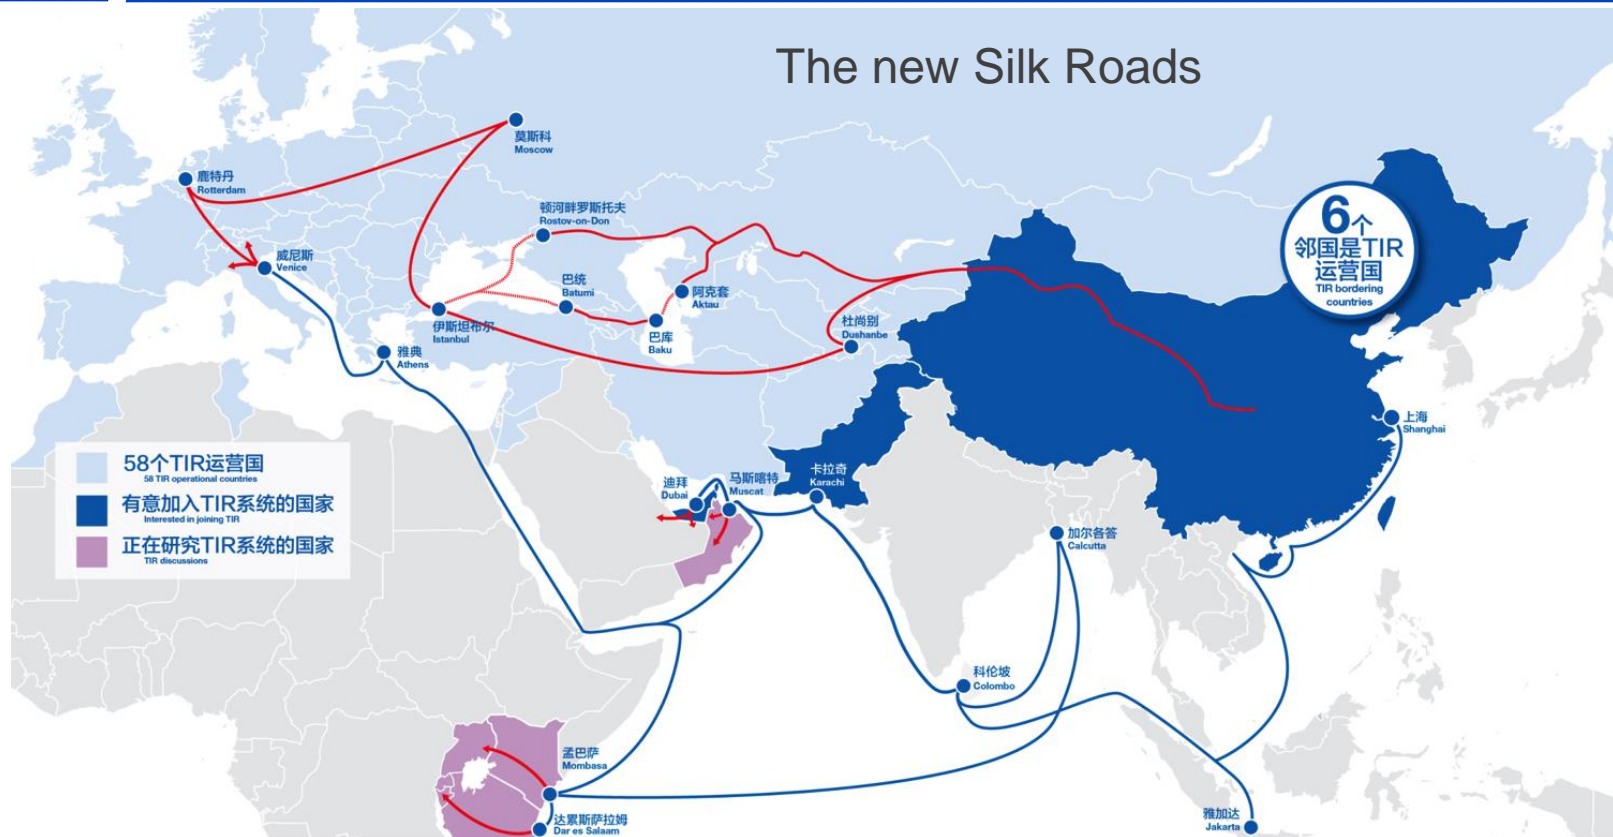 The new Silk Roads
莫斯科
Moscow
鹿特丹
Rotterdam
顿河畔罗斯托夫
Rostov-on-Don
6个
邻国是TIR
运营国
TIR bordering
countries
威尼斯
Venice
巴统
Batumi
阿克套
Aktau
伊斯坦布尔
Istanbul
巴库
Baku
杜尚别
Dushanbe
雅典
Athens
上海
Shanghai
58个TIR运营国
58 TIR operational countries
有意加入TIR系统的国家
Interested in joining TIR
正在研究TIR系统的国家
TIR discussions
迪拜
Dubai
马斯喀特
Muscat
卡拉奇
Karachi
加尔各答
Calcutta
科伦坡
Colombo
孟巴萨
Mombasa
达累斯萨拉姆
Dar es Salaam
雅加达
Jakarta